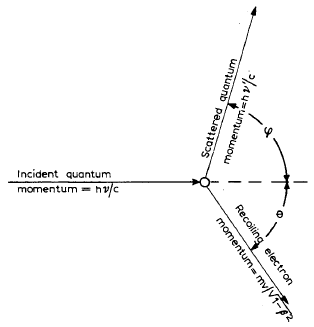 Scattered quantum
momentum=hν'/c
φ
Incident quantum
momentum = hν/c
θ
Recoiling electron
momentum=mv/√1-β²